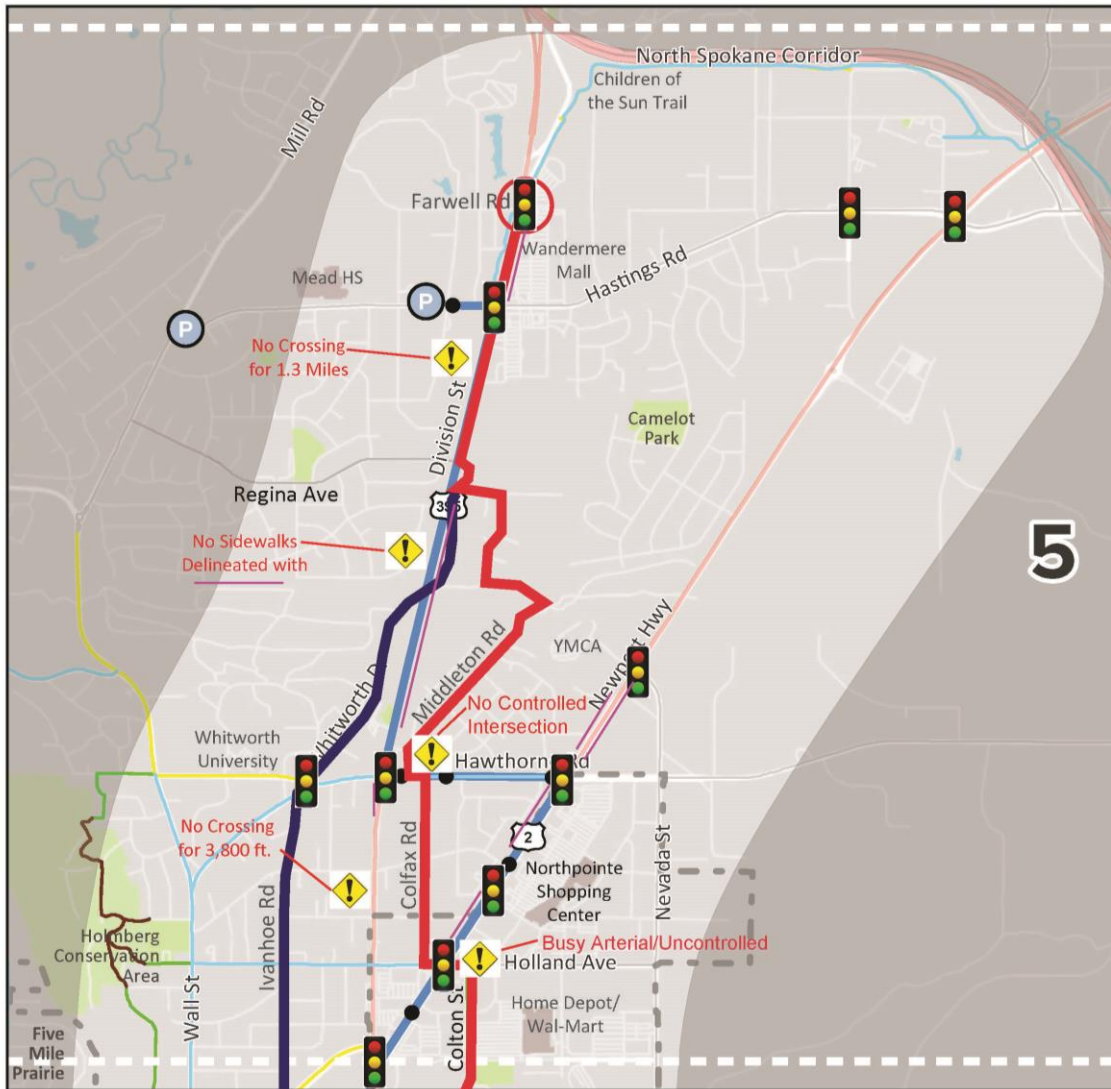 North Spokane Corridor
Children of
the Sun Trail
Mill Rd
Farwell Rd
Wandermere
Mall
Hastings Rd
Mead HS
P
P
No Crossing
for 1.3 Miles
Division St
Camelot
Park
Regina Ave
395
No Sidewalks
Delineated with
5
YMCA
Newport Hwy
Middleton Rd
No Controlled
Intersection
Whitworth
Whitworth
University
Hawthorne Rd
No Crossing
for 3,800 ft.
2
Colfax Rd
Northpointe
Shopping
Center
Nevada St
Ivanhoe Rd
Holmberg
Conservation
Area
Busy Arterial/Uncontrolled
Holland Ave
Wall St
Colton St
Home Depot/
Wal-Mart
Five
Mile
Prairie